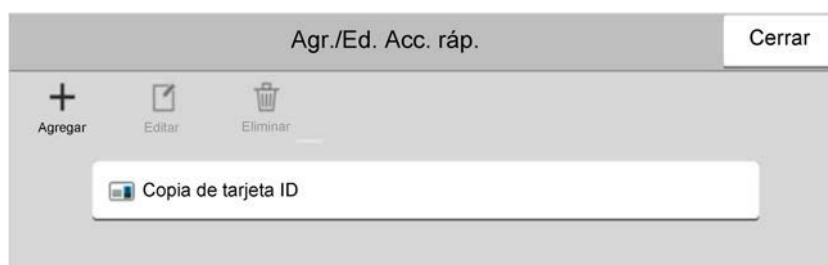 Agr./Ed. Acc. ráp.
Cerrar
Agregar
Editar
Eliminar
Copia de tarjeta ID